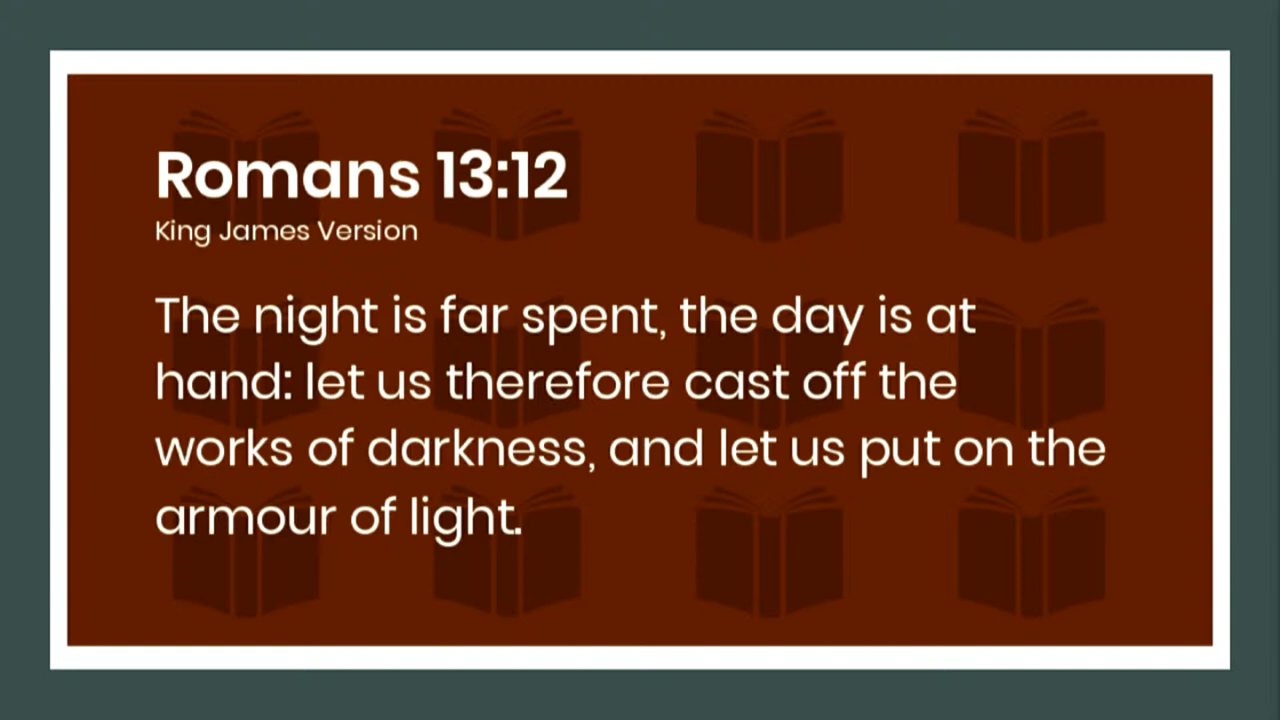 Romans 13:12
King James Version
The night is far spent, the day is at
hand: let us therefore cast off the
works of darkness, and let us put on the
armour of light.